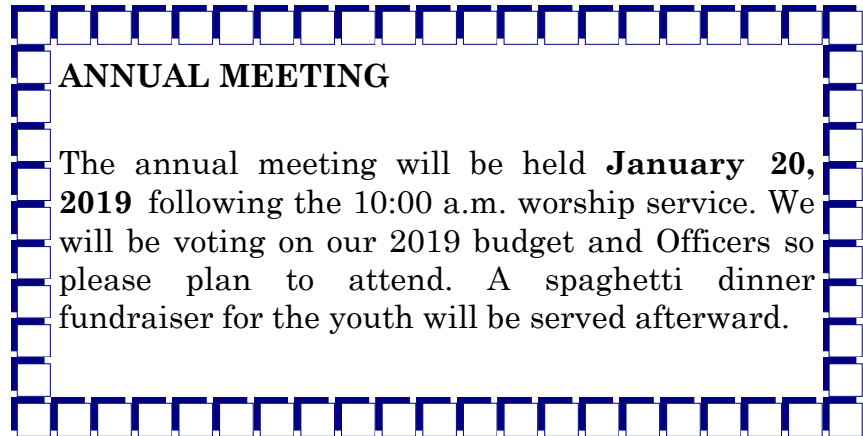 ANNUAL MEETING
The annual meeting will be held January 20,
2019 following the 10:00 a.m. worship service. We
will be voting on our 2019 budget and Officers so
please plan to attend. A spaghetti dinner
fundraiser for the youth will be served afterward.